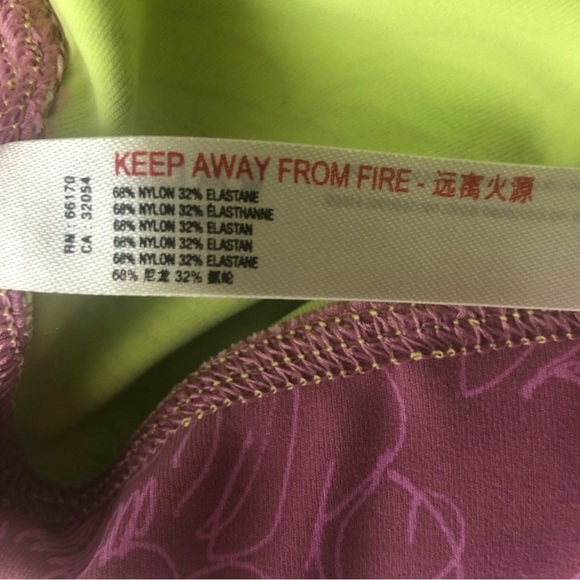 KEEP AWAY FROM FIRE - 远离火源
68% NYLON 32% ELASTANE
68% NYLON 32% ÉLASTHANNE
68% NYLON 32% ELASTAN
68% NYLON 32% ELASTAN
68% NYLON 32% ELASTANE
68% 尼龙 32% 氨纶
RN : 66170
CA : 32054